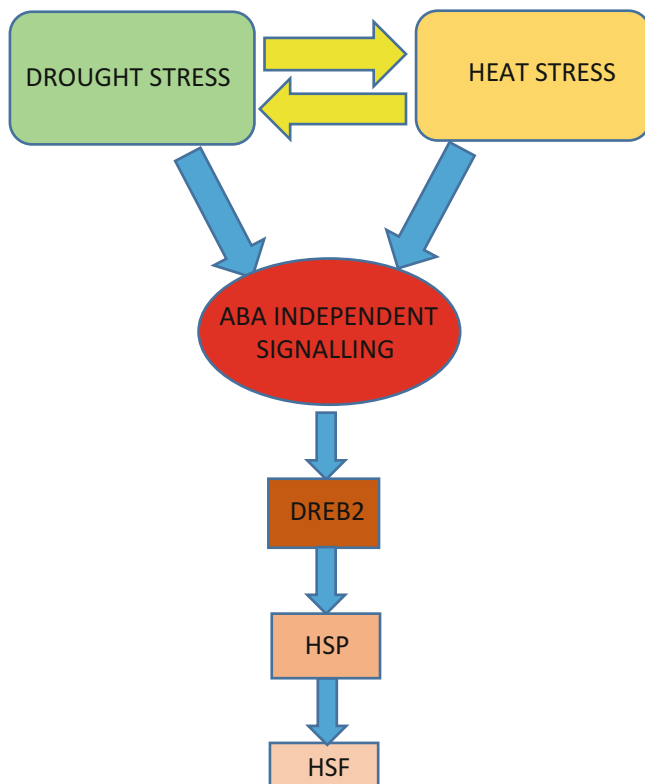 DROUGHT STRESS
HEAT STRESS
ABA INDEPENDENT
SIGNALLING
DREB2
HSP
HSF